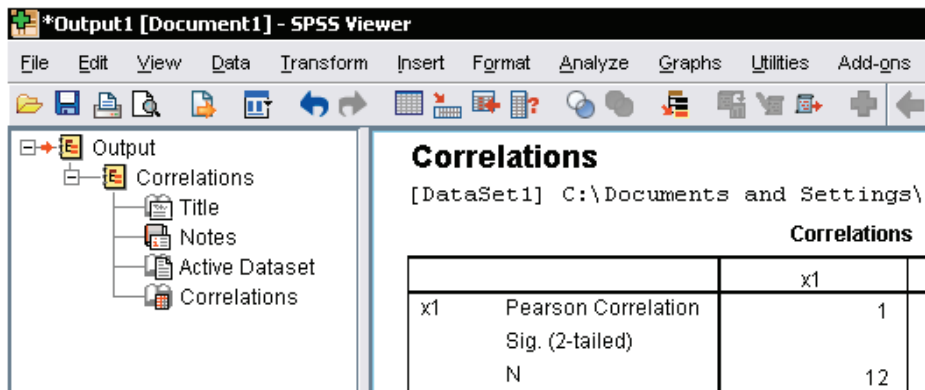 *Output1 [Document1] - SPSS Viewer
File Edit View Data Transform Insert Format Analyze Graphs Utilities Add-ons
Output
Correlations
Title
Notes
Active Dataset
Correlations
Correlations
[DataSet1] C:\Documents and Settings\
Correlations
x1
x1 Pearson Correlation 1
Sig. (2-tailed)
N 12